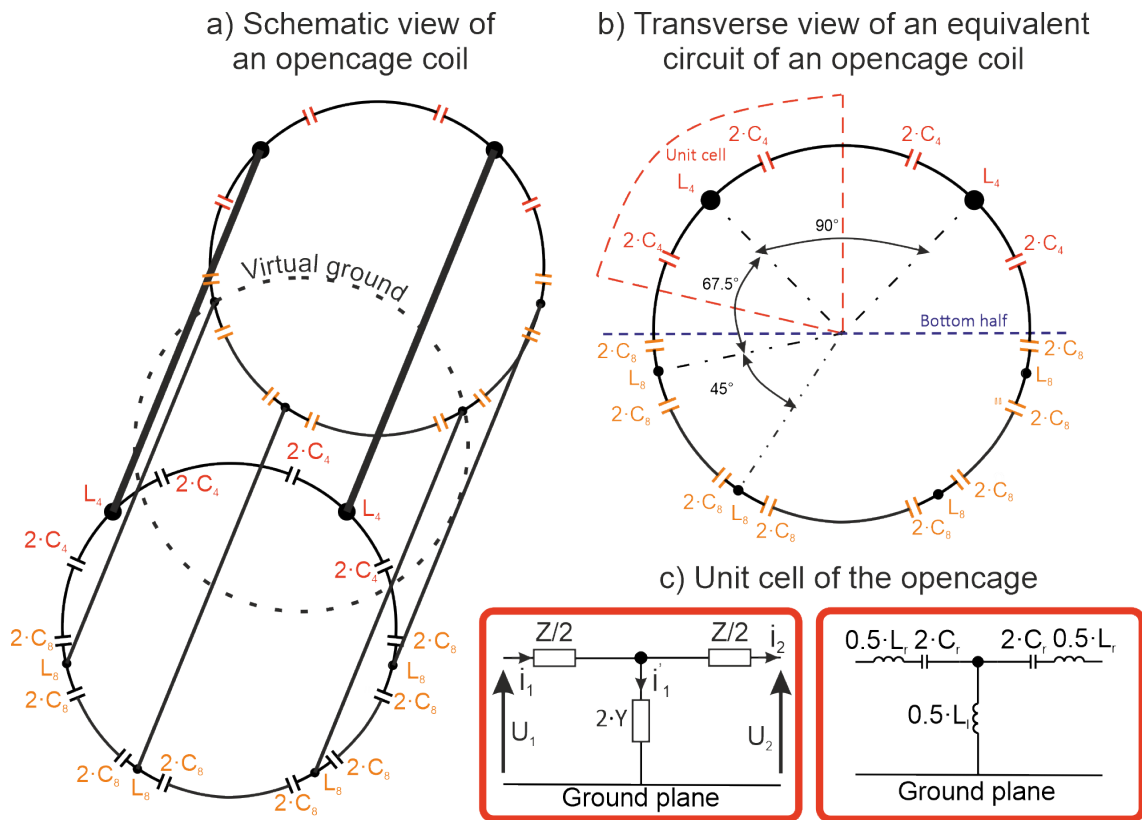 a) Schematic view of
an opencage coil
Virtual ground
L₄
2·C₄
2·C₄
L₄
2·C₄
2·C₄
2·C₈
L₈
2·C₈
2·C₈
L₈
2·C₈
2·C₈
L₈
2·C₈
2·C₈
L₈
2·C₈
b) Transverse view of an equivalent
circuit of an opencage coil
Unit cell
2·C₄
2·C₄
L₄
L₄
2·C₄
2·C₄
90°
67.5°
45°
Bottom half
2·C₈
L₈
2·C₈
2·C₈
L₈
2·C₈
2·C₈
L₈
2·C₈
2·C₈
L₈
2·C₈
c) Unit cell of the opencage
Z/2
Z/2
i₂
i₁
i'₁
2·Y
U₁
U₂
Ground plane
0.5·Lᵣ
2·Cᵣ
2·Cᵣ
0.5·Lᵣ
0.5·Lₗ
Ground plane